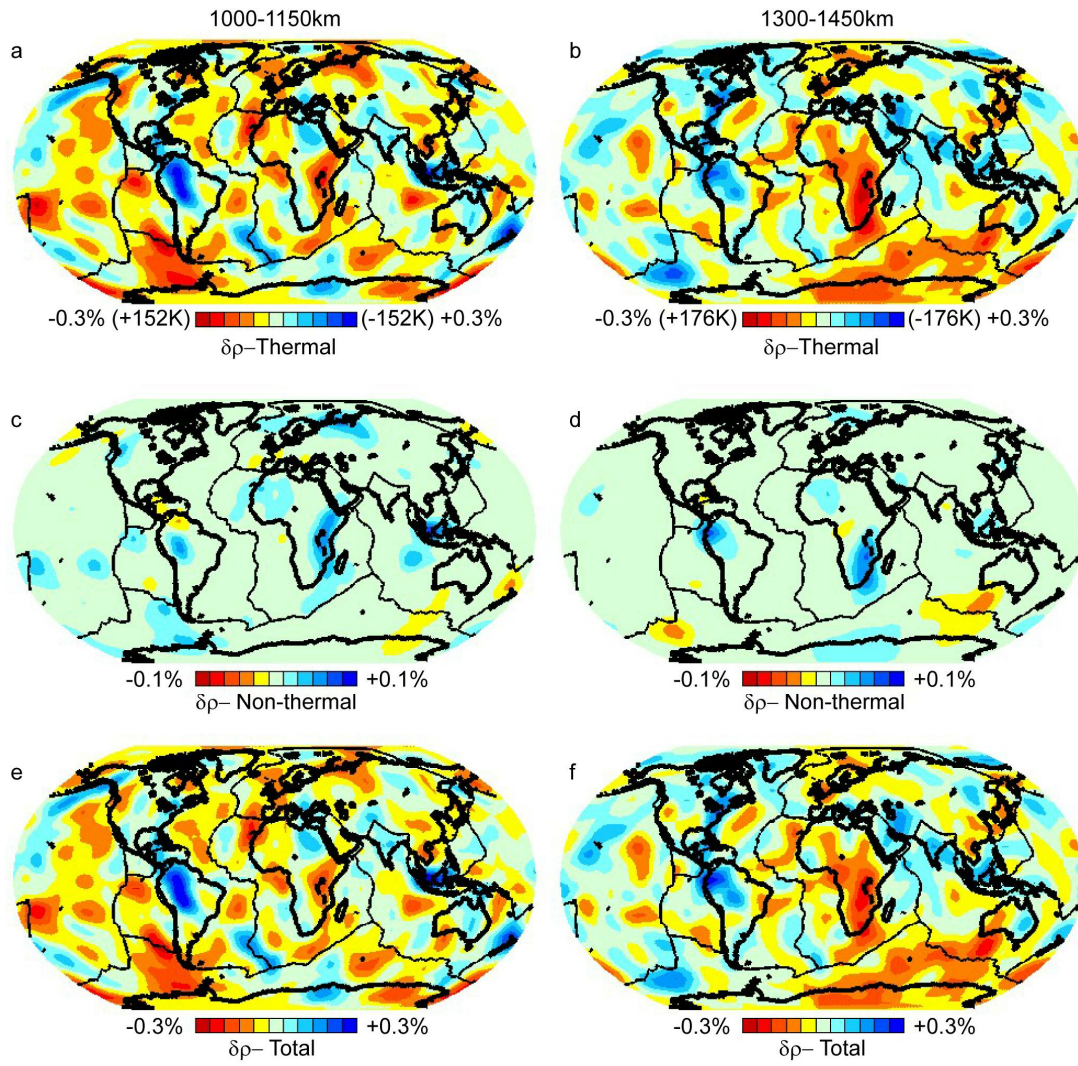 1000-1150km
1300-1450km
a
b
-0.3% (+152K) (-152K) +0.3%
δρ−Thermal
-0.3% (+176K) (-176K) +0.3%
δρ−Thermal
c
d
-0.1% +0.1%
δρ− Non-thermal
-0.1% +0.1%
δρ− Non-thermal
e
f
-0.3% +0.3%
δρ− Total
-0.3% +0.3%
δρ− Total